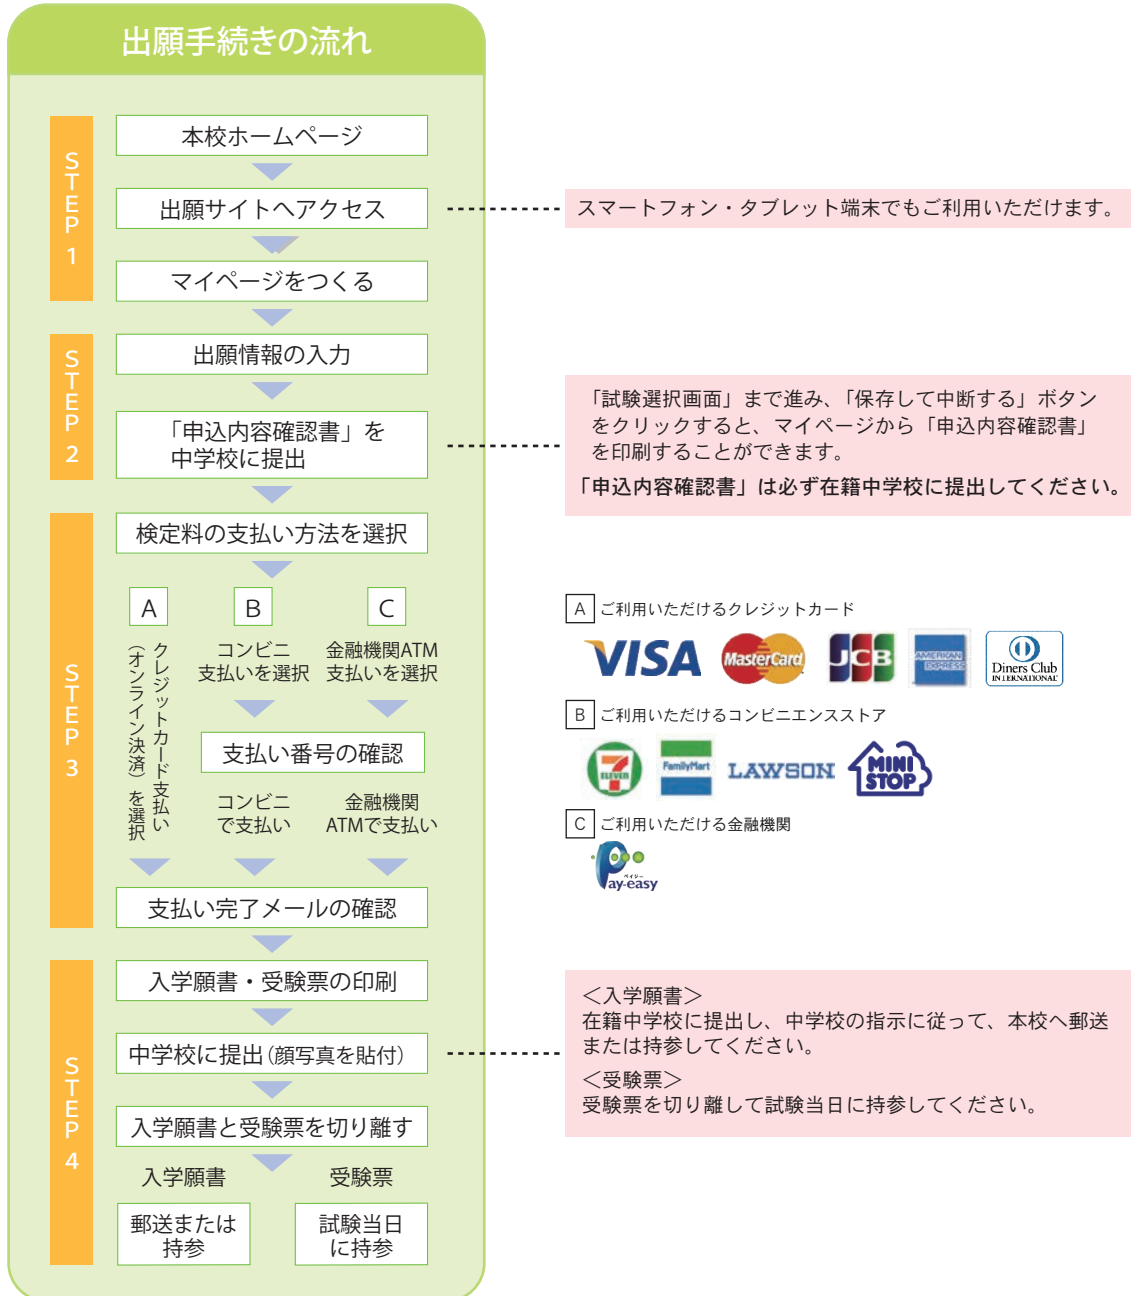 出願手続きの流れ
STEP 1
本校ホームページ
出願サイトへアクセス
スマートフォン・タブレット端末でもご利用いただけます。
マイページをつくる
STEP 2
出願情報の入力
「申込内容確認書」を
中学校に提出
「試験選択画面」まで進み、「保存して中断する」ボタン
をクリックすると、マイページから「申込内容確認書」
を印刷することができます。
「申込内容確認書」は必ず在籍中学校に提出してください。
STEP 3
検定料の支払い方法を選択
A
クレジットカード支払い
（オンライン決済）を選択
B
コンビニ
支払いを選択
C
金融機関ATM
支払いを選択
支払い番号の確認
コンビニ
で支払い
金融機関
ATMで支払い
支払い完了メールの確認
A ご利用いただけるクレジットカード
VISA
MasterCard
JCB
AMERICAN
EXPRESS
Diners Club
INTERNATIONAL
B ご利用いただけるコンビニエンスストア
7
ELEVEN
FamilyMart
LAWSON
MINI
STOP
C ご利用いただける金融機関
ペイジー
Pay-easy
STEP 4
入学願書・受験票の印刷
中学校に提出（顔写真を貼付）
入学願書と受験票を切り離す
入学願書
郵送または
持参
受験票
試験当日
に持参
＜入学願書＞
在籍中学校に提出し、中学校の指示に従って、本校へ郵送
または持参してください。
＜受験票＞
受験票を切り離して試験当日に持参してください。